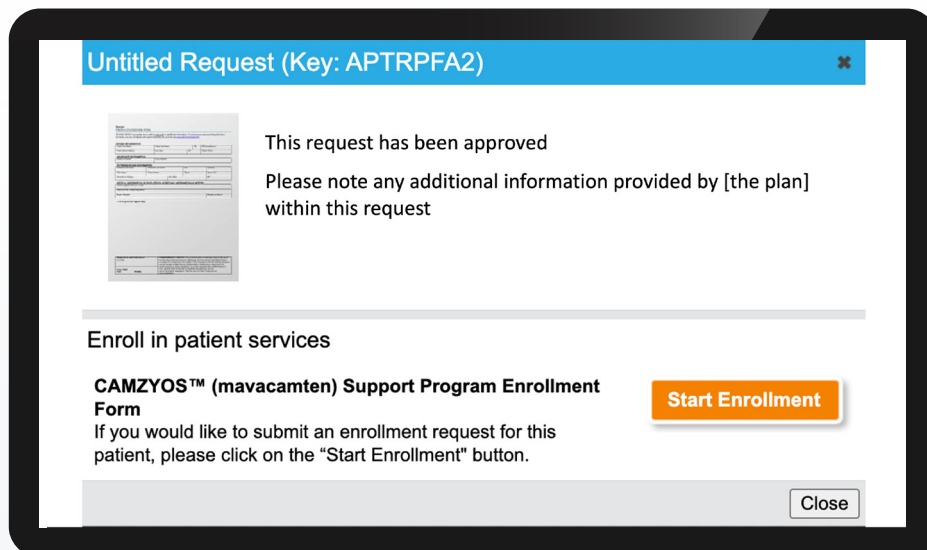 Untitled Request (Key: APTRPFA2)
This request has been approved
Please note any additional information provided by [the plan]
within this request
Enroll in patient services
CAMZYOS™ (mavacamten) Support Program Enrollment
Form
Start Enrollment
If you would like to submit an enrollment request for this
patient, please click on the “Start Enrollment" button.
Close